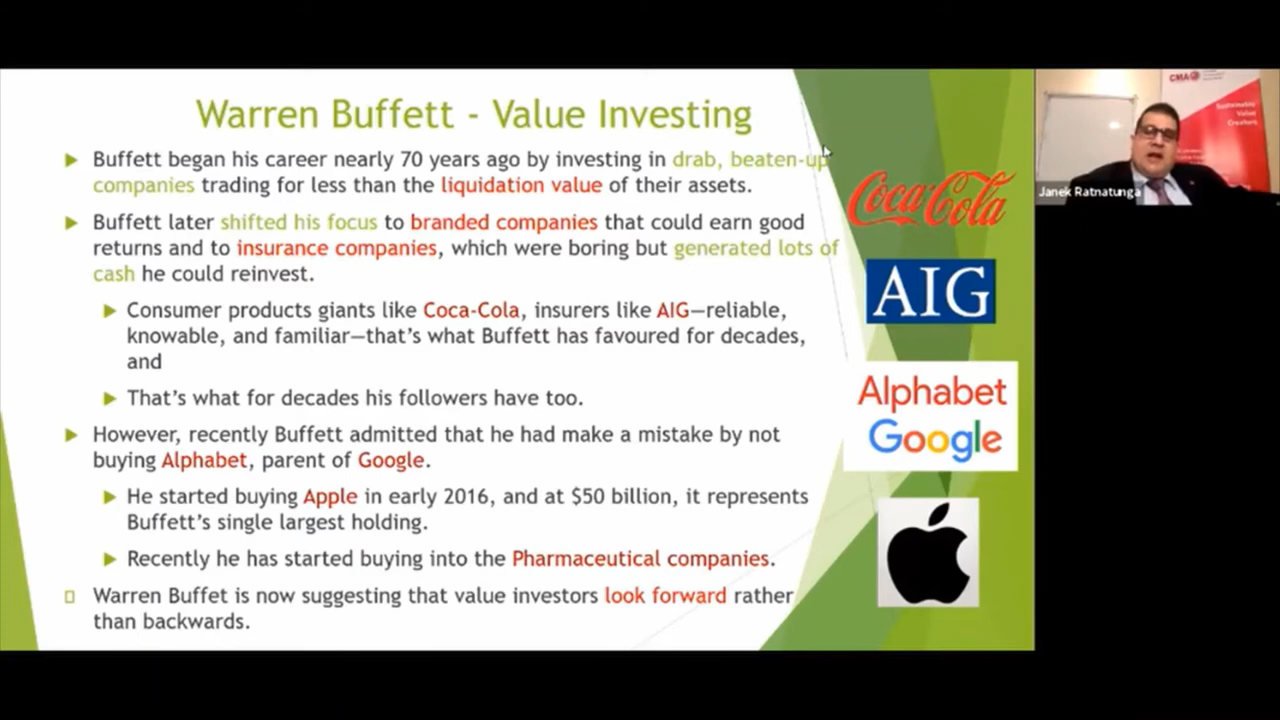 Warren Buffett - Value Investing
Buffett began his career nearly 70 years ago by investing in drab, beaten-up
companies trading for less than the liquidation value of their assets.
Buffett later shifted his focus to branded companies that could earn good
returns and to insurance companies, which were boring but generated lots of
cash he could reinvest.
Consumer products giants like Coca-Cola, insurers like AIG—reliable,
knowable, and familiar—that's what Buffett has favoured for decades,
and
That's what for decades his followers have too.
However, recently Buffett admitted that he had make a mistake by not
buying Alphabet, parent of Google.
He started buying Apple in early 2016, and at $50 billion, it represents
Buffett's single largest holding.
Recently he has started buying into the Pharmaceutical companies.
Warren Buffet is now suggesting that value investors look forward rather
than backwards.
Coca-Cola
AIG
Alphabet
Google
CMA
Sustainable
Value
Creators
Janek Ratnatunga